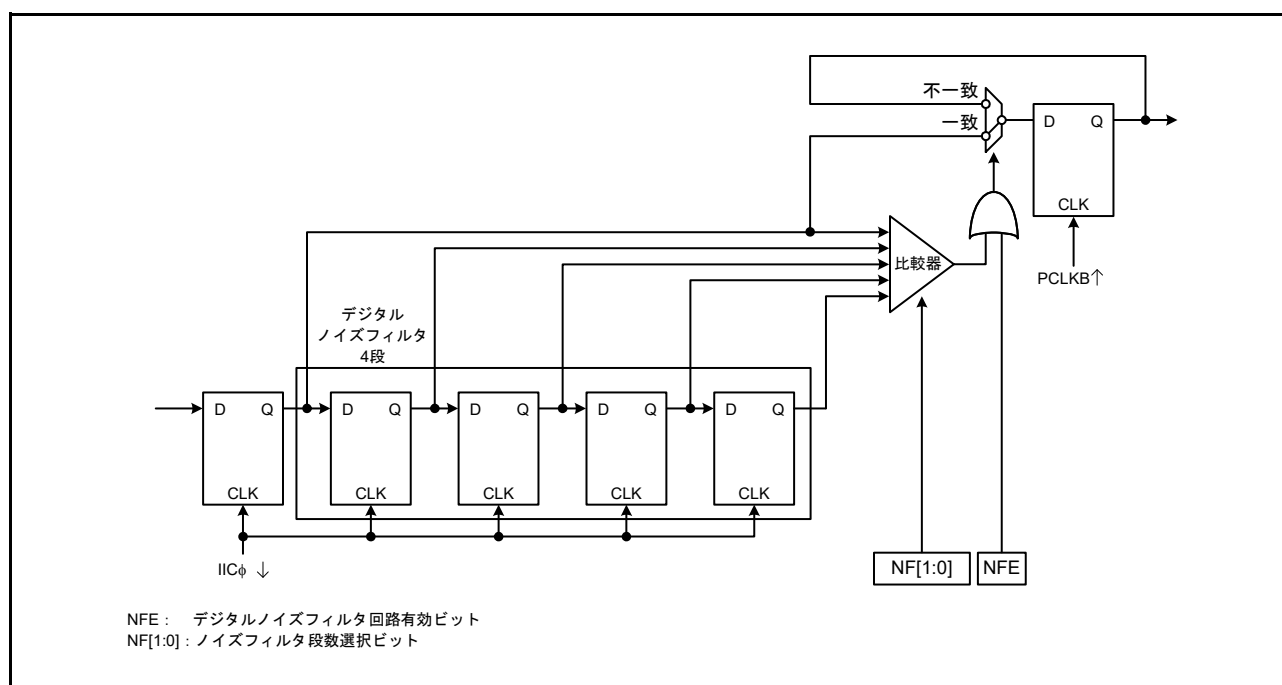 不一致
一致
D Q
CLK
PCLKB↑
比較器
デジタル
ノイズフィルタ
4段
D Q
CLK
D Q
CLK
D Q
CLK
D Q
CLK
D Q
CLK
IICφ ↓
NF[1:0]
NFE
NFE : デジタルノイズフィルタ回路有効ビット
NF[1:0] : ノイズフィルタ段数選択ビット